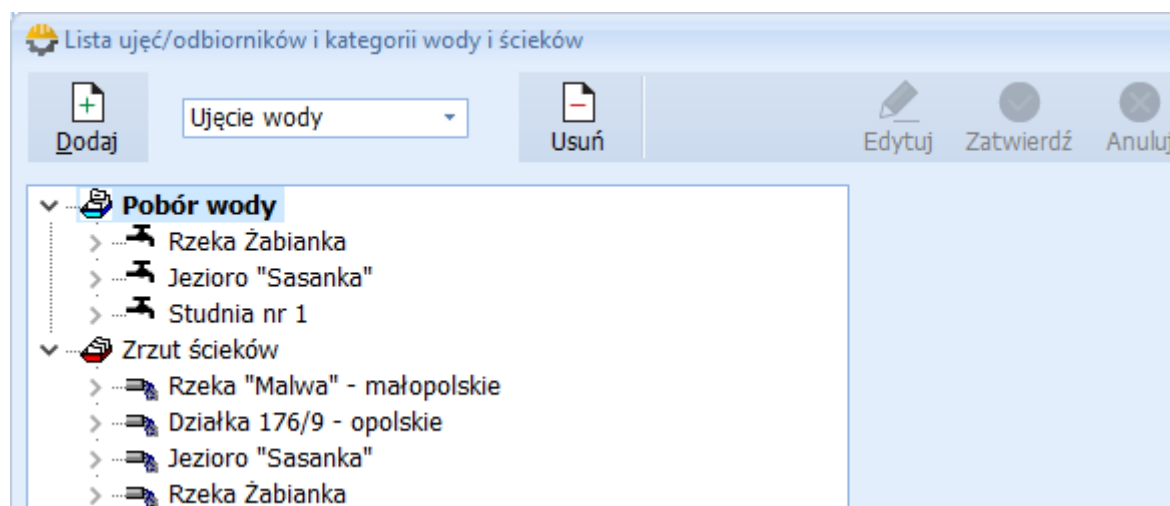 Lista ujęć/odbiorników i kategorii wody i ścieków
Dodaj
Ujęcie wody
Usuń
Edytuj
Zatwierdź
Anuluj
Pobór wody
Rzeka Żabianka
Jezioro "Sasanka"
Studnia nr 1
Zrzut ścieków
Rzeka "Malwa" - małopolskie
Działka 176/9 - opolskie
Jezioro "Sasanka"
Rzeka Żabianka